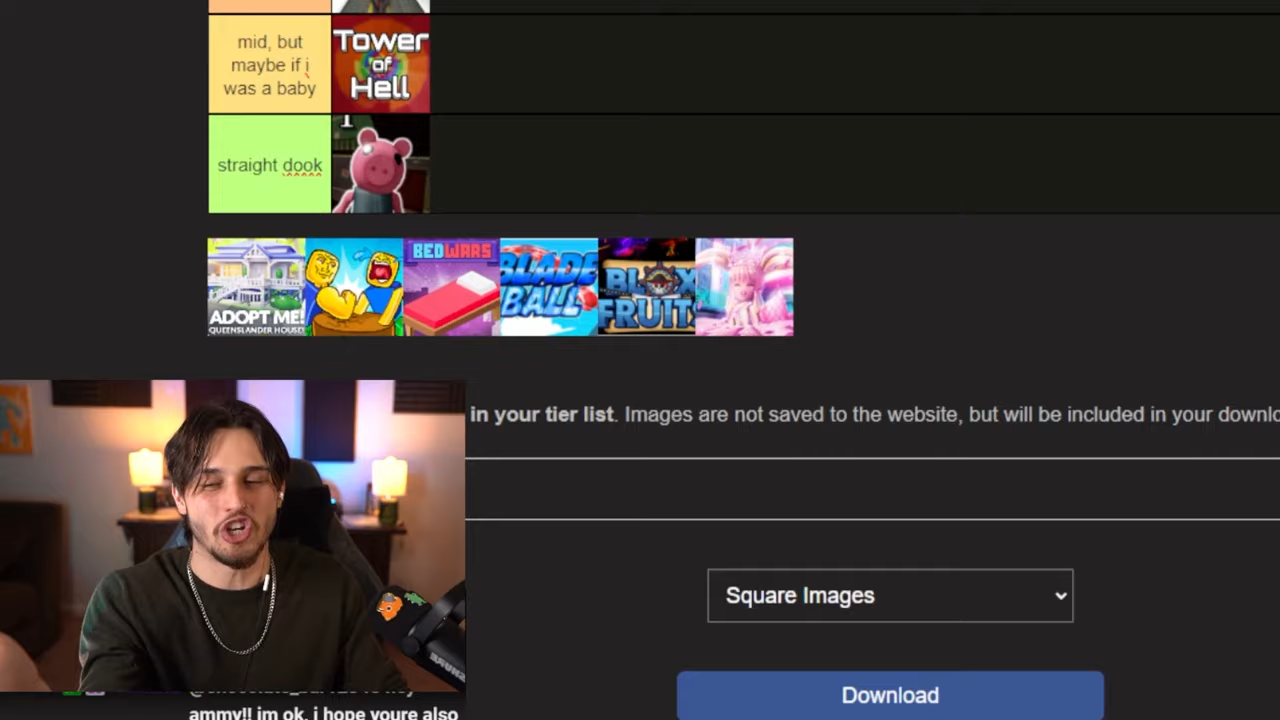 mid, but
maybe if i
was a baby
Tower
of
Hell
straight dook
ADOPT ME!
QUEENSLANDER HOUSE
BEDWARS
BLADE
BALL
BLOX
FRUITS
in your tier list. Images are not saved to the website, but will be included in your downlo
Square Images
Download
ammy!! im ok, i hope youre also